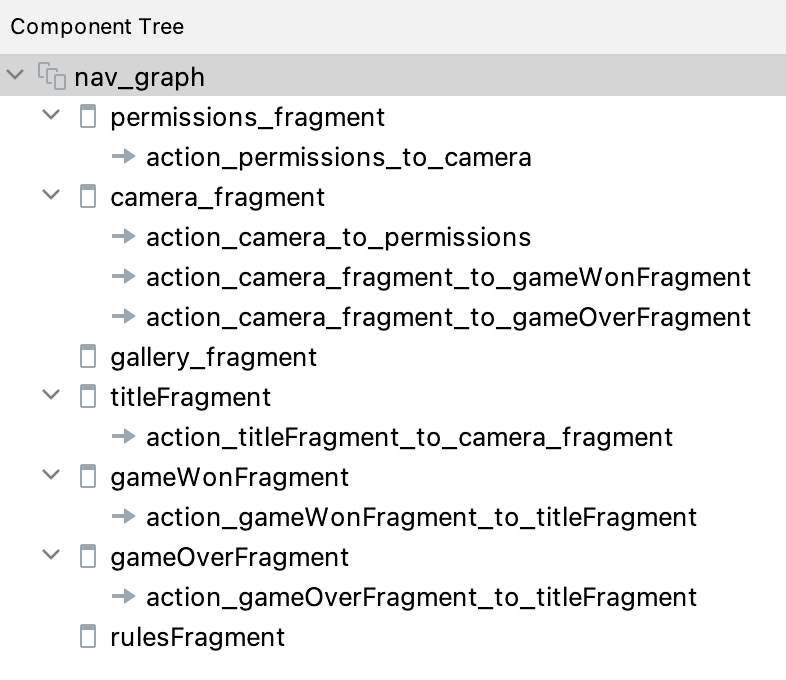 Component Tree
nav_graph
permissions_fragment
action_permissions_to_camera
camera_fragment
action_camera_to_permissions
action_camera_fragment_to_gameWonFragment
action_camera_fragment_to_gameOverFragment
gallery_fragment
titleFragment
action_titleFragment_to_camera_fragment
gameWonFragment
action_gameWonFragment_to_titleFragment
gameOverFragment
action_gameOverFragment_to_titleFragment
rulesFragment